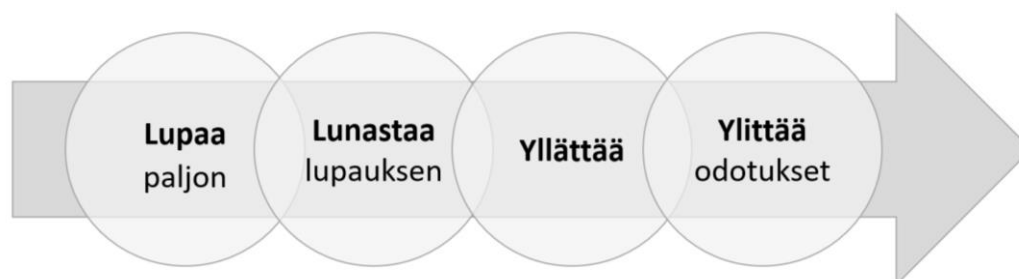 Lupaa
paljon
Lunastaa
lupauksen
Yllättää
Ylittää
odotukset